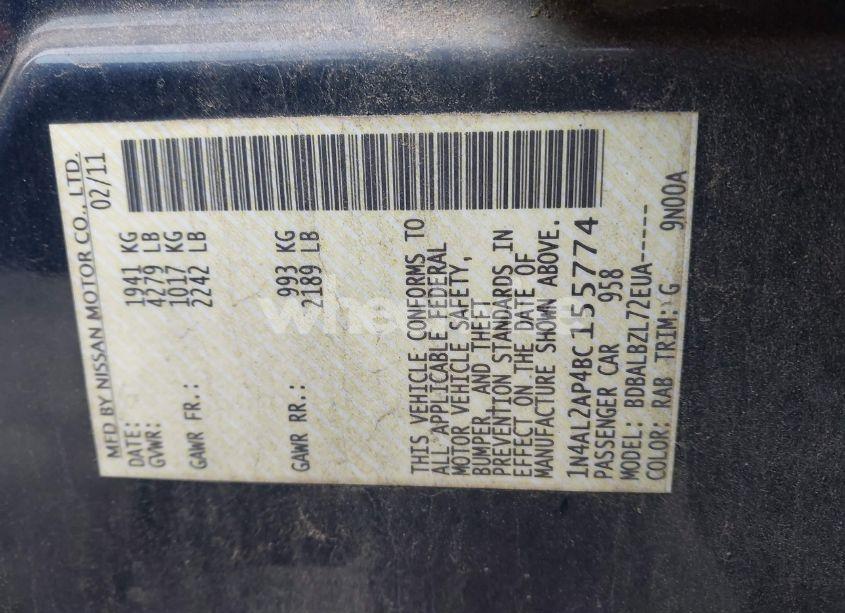 MFD BY NISSAN MOTOR CO., LTD.
DATE: 02/11
GVWR: 1941 KG
4279 LB
GAWR FR.: 1017 KG
2242 LB
GAWR RR.: 993 KG
2189 LB
THIS VEHICLE CONFORMS TO
ALL APPLICABLE FEDERAL
MOTOR VEHICLE SAFETY,
BUMPER, AND THEFT
PREVENTION STANDARDS IN
EFFECT ON THE DATE OF
MANUFACTURE SHOWN ABOVE.
1N4AL2AP4BC155774
PASSENGER CAR 958
MODEL: BDBALBZL72EUA-----
COLOR: RAB TRIM: G 9N00A